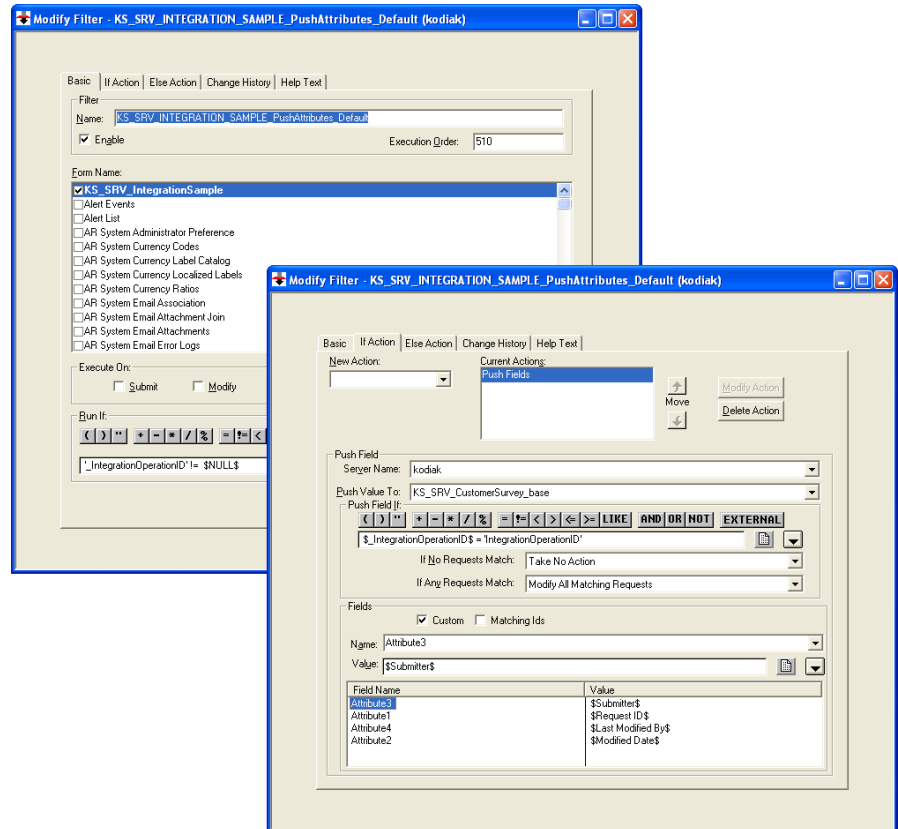 Modify Filter - KS_SRV_INTEGRATION_SAMPLE_PushAttributes_Default (kodiak)
Basic If Action Else Action Change History Help Text
Filter
Name: KS_SRV_INTEGRATION_SAMPLE_PushAttributes_Default
Enable Execution Order: 510
Form Name:
KS_SRV_IntegrationSample
Alert Events
Alert List
AR System Administrator Preference
AR System Currency Codes
AR System Currency Label Catalog
AR System Currency Localized Labels
AR System Currency Ratios
AR System Email Association
AR System Email Attachment Join
AR System Email Attachments
AR System Email Error Logs
Execute On:
Submit Modify
Run If:
( ) " + - * / % = != <
'_IntegrationOperationID' != $NULL$
Modify Filter - KS_SRV_INTEGRATION_SAMPLE_PushAttributes_Default (kodiak)
Basic If Action Else Action Change History Help Text
New Action: Current Actions:
Push Fields
Move
Modify Action
Delete Action
Push Field
Server Name: kodiak
Push Value To: KS_SRV_CustomerSurvey_base
Push Field If:
( ) " + - * / % = != < > <= >= LIKE AND OR NOT EXTERNAL
$_IntegrationOperationID$ = 'IntegrationOperationID'
If No Requests Match: Take No Action
If Any Requests Match: Modify All Matching Requests
Fields
Custom Matching Ids
Name: Attribute3
Value: $Submitter$
Field Name Value
Attribute3 $Submitter$
Attribute1 $Request ID$
Attribute4 $Last Modified By$
Attribute2 $Modified Date$